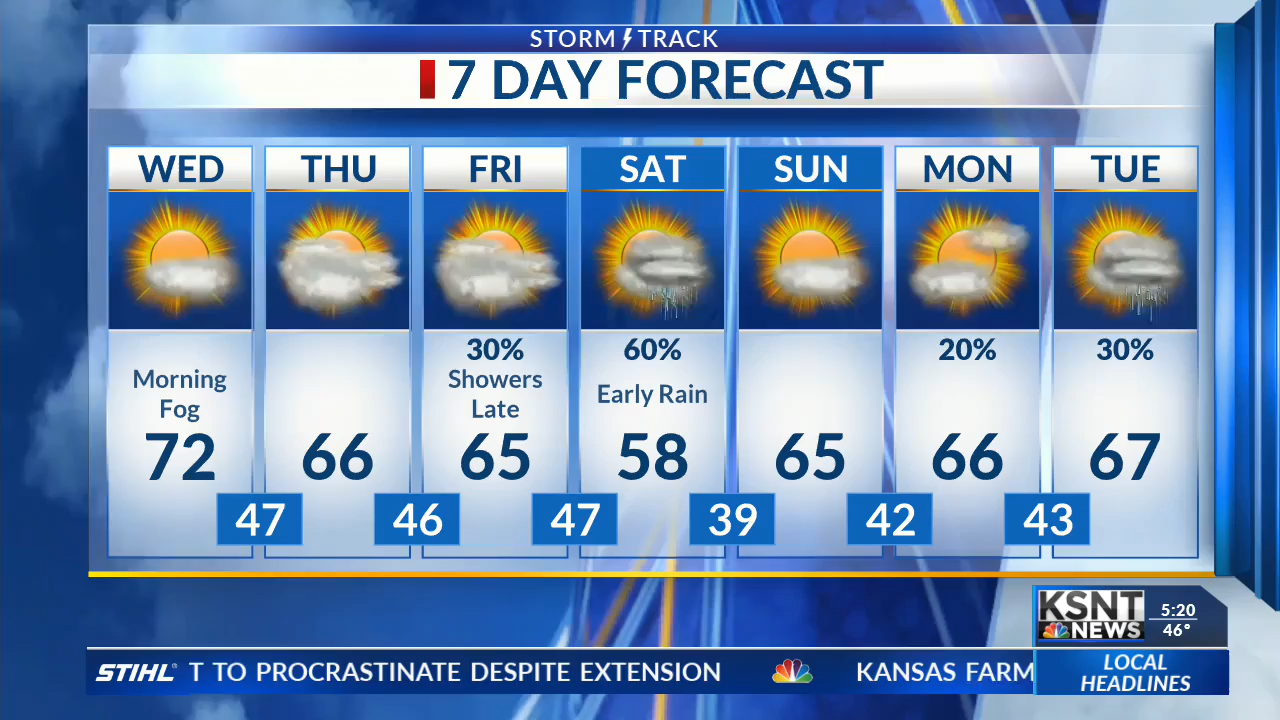 STORM TRACK
7 DAY FORECAST
WED THU FRI SAT SUN MON TUE
30% 60% 20% 30%
Morning Fog
Showers Late
Early Rain
72 66 65 58 65 66 67
47 46 47 39 42 43
KSNT NEWS
5:20
46°
STIHL® T TO PROCRASTINATE DESPITE EXTENSION KANSAS FARM
LOCAL
HEADLINES